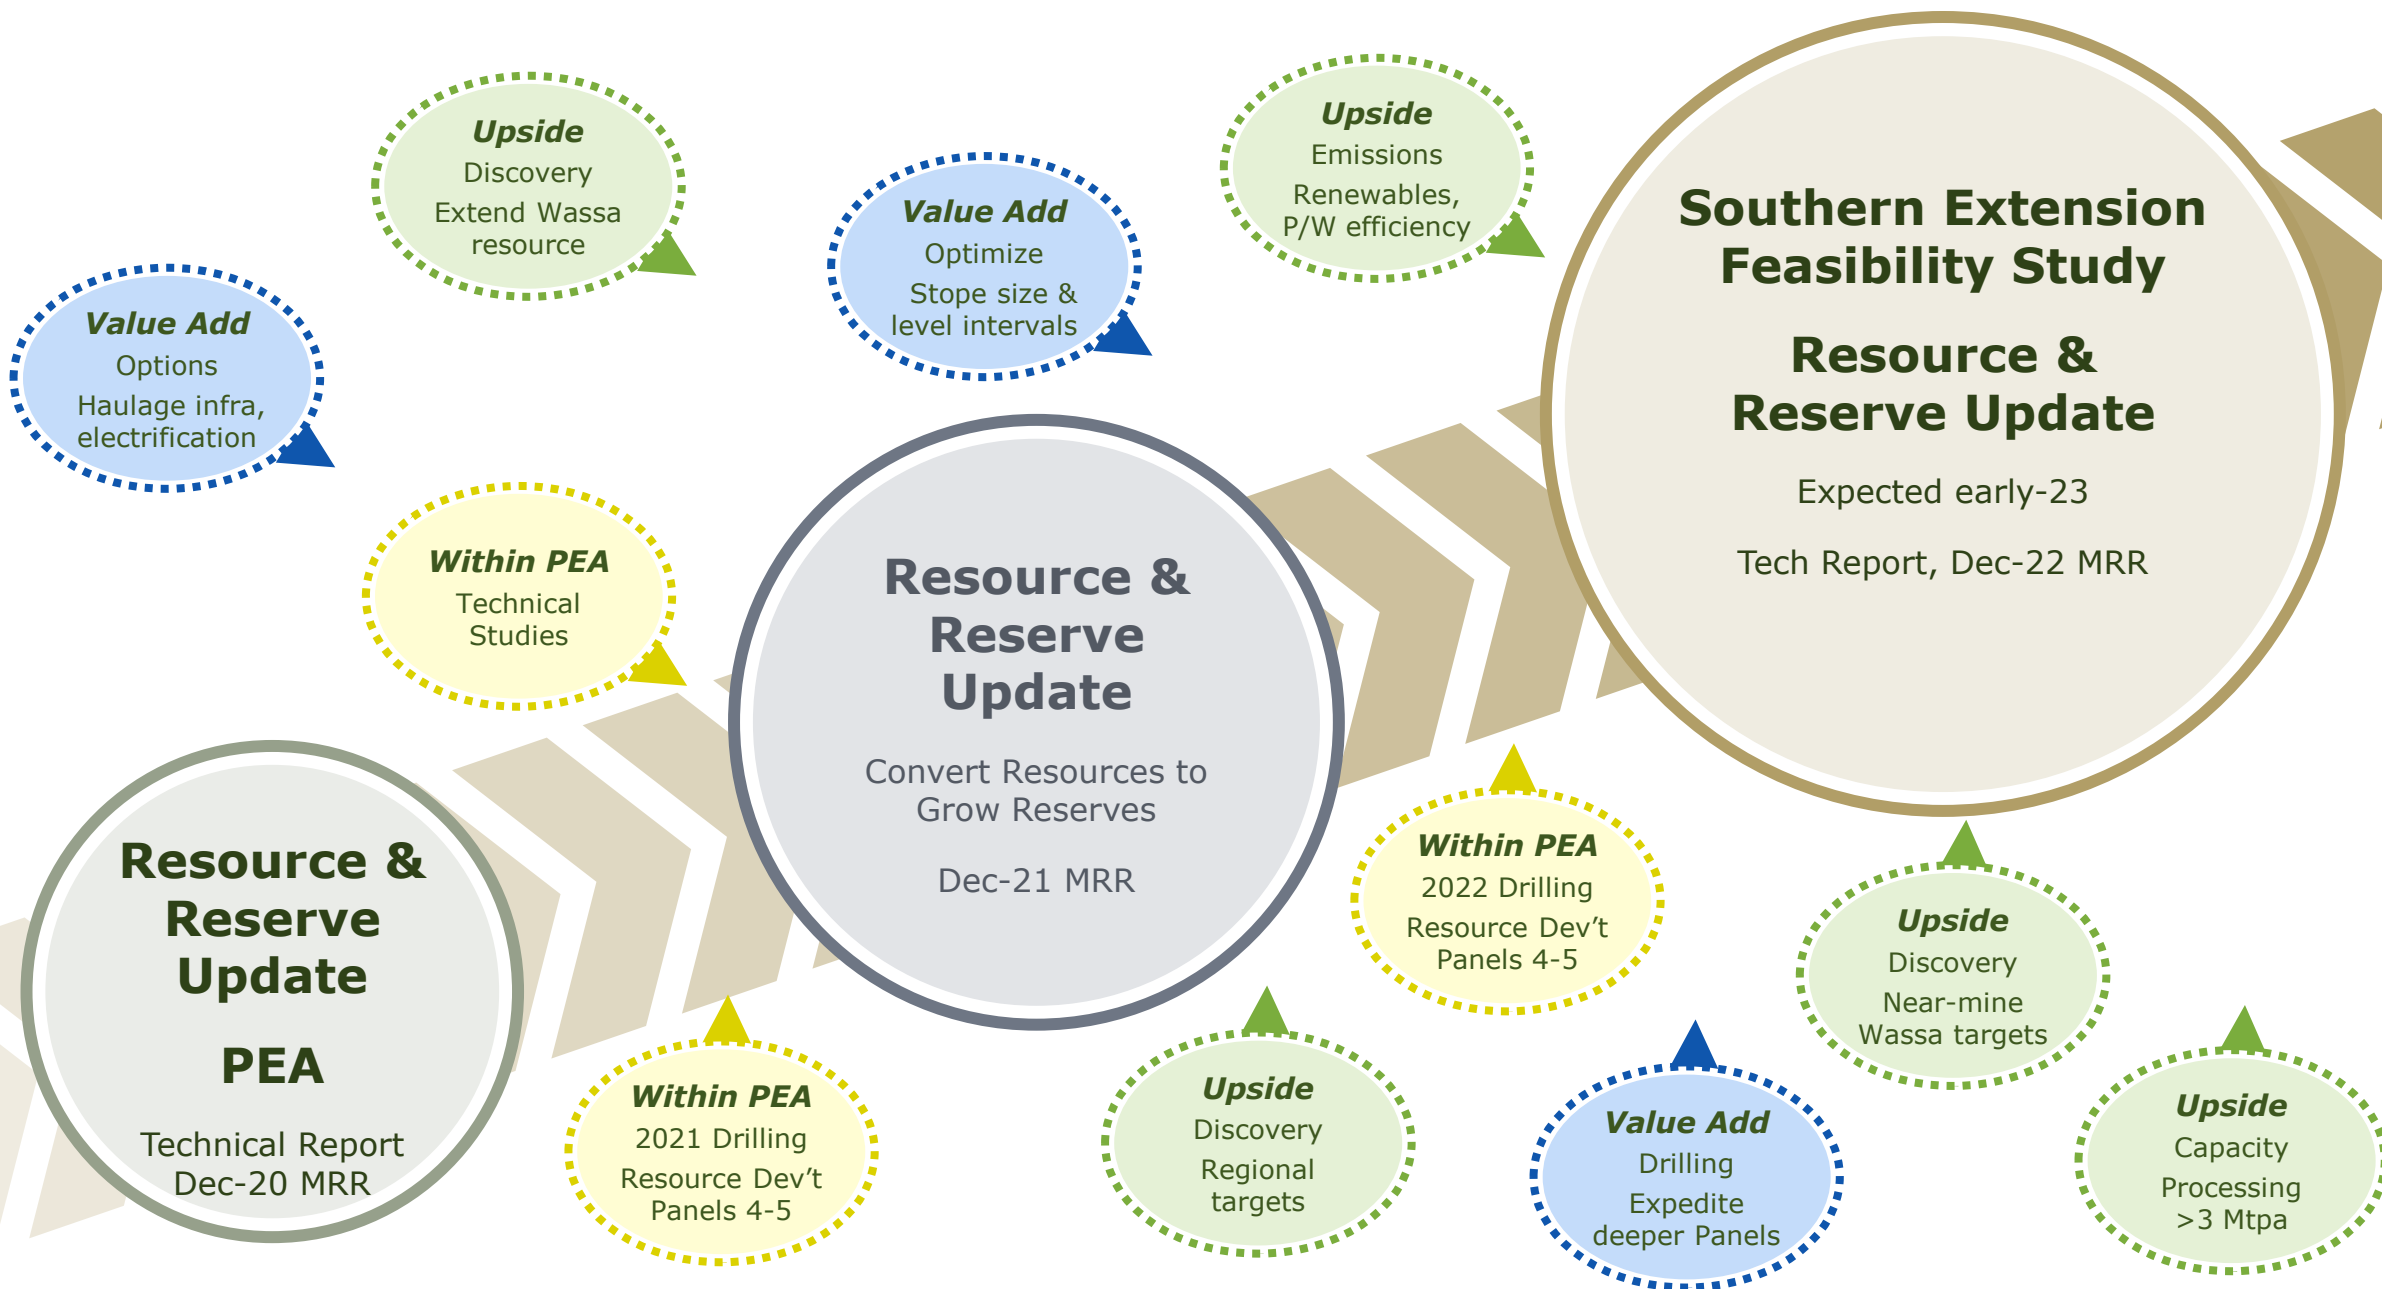 Upside
Discovery
Extend Wassa
resource
Upside
Emissions
Renewables,
P/W efficiency
Value Add
Optimize
Stope size &
level intervals
Value Add
Options
Haulage infra,
electrification
Within PEA
Technical
Studies
Southern Extension
Feasibility Study
Resource &
Reserve Update
Expected early-23
Tech Report, Dec-22 MRR
Resource &
Reserve
Update
Convert Resources to
Grow Reserves
Dec-21 MRR
Resource &
Reserve
Update
PEA
Technical Report
Dec-20 MRR
Within PEA
2021 Drilling
Resource Dev’t
Panels 4-5
Upside
Discovery
Regional
targets
Within PEA
2022 Drilling
Resource Dev’t
Panels 4-5
Value Add
Drilling
Expedite
deeper Panels
Upside
Discovery
Near-mine
Wassa targets
Upside
Capacity
Processing
>3 Mtpa